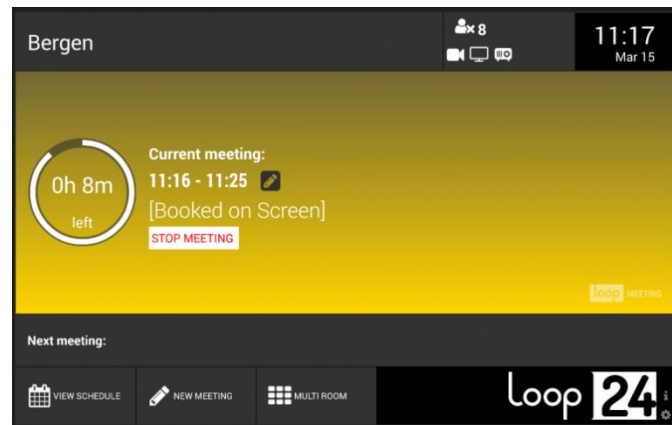 Bergen
x 8
11:17
Mar 15
0h 8m
left
Current meeting:
11:16 - 11:25
[Booked on Screen]
STOP MEETING
loop MEETING
Next meeting:
VIEW SCHEDULE
NEW MEETING
MULTI ROOM
loop 24
i